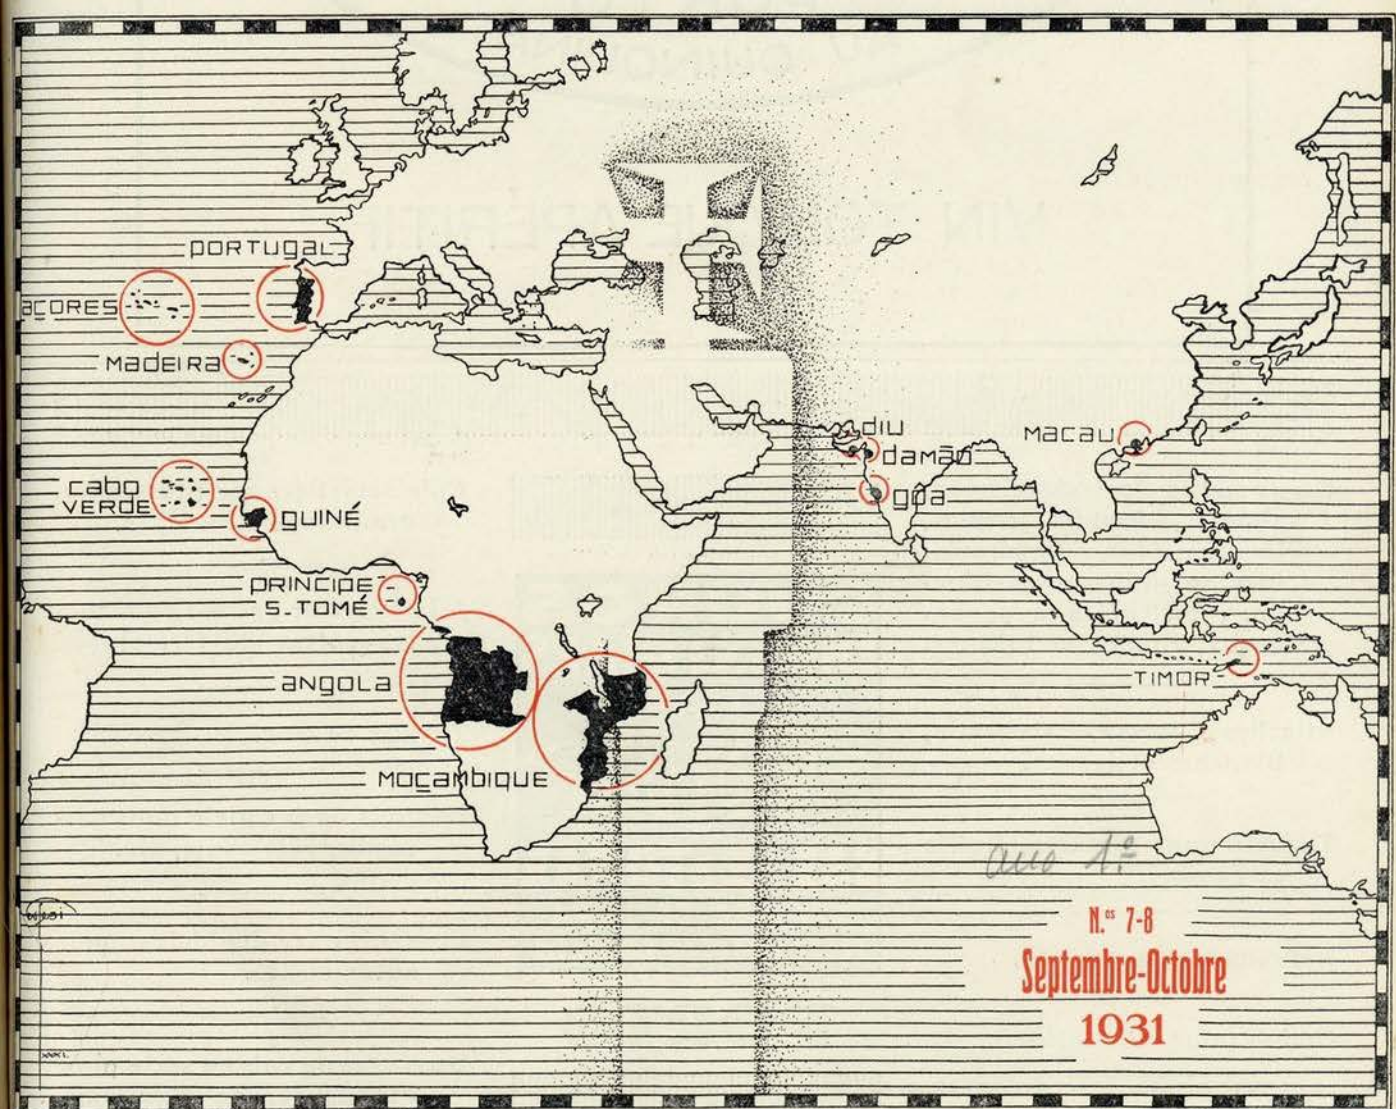 PORTUGAL
AÇORES
MADEIRA
diu
MACAU
damão
CABO
VERDE
goa
GUINÉ
PRINCIPE
S. TOMÉ
ANGOLA
TIMOR
MOÇAMBIQUE
ano 1.º
N.ºˢ 7-8
Septembre-Octobre
1931